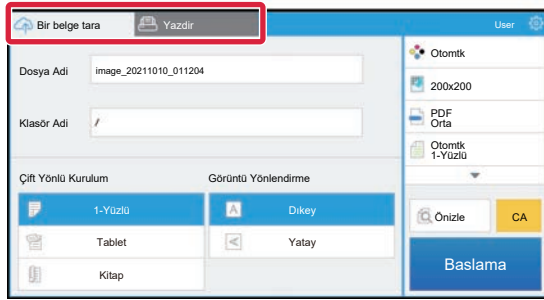 Bir belge tara
Yazdir
User
Dosya Adi
image_20211010_011204
Klasör Adi
/
Çift Yönlü Kurulum
Görüntü Yönlendirme
1-Yüzlü
Dıkey
Tablet
Yatay
Kitap
Otomtk
200x200
PDF
Orta
Otomtk
1-Yüzlü
Önizle
CA
Baslama